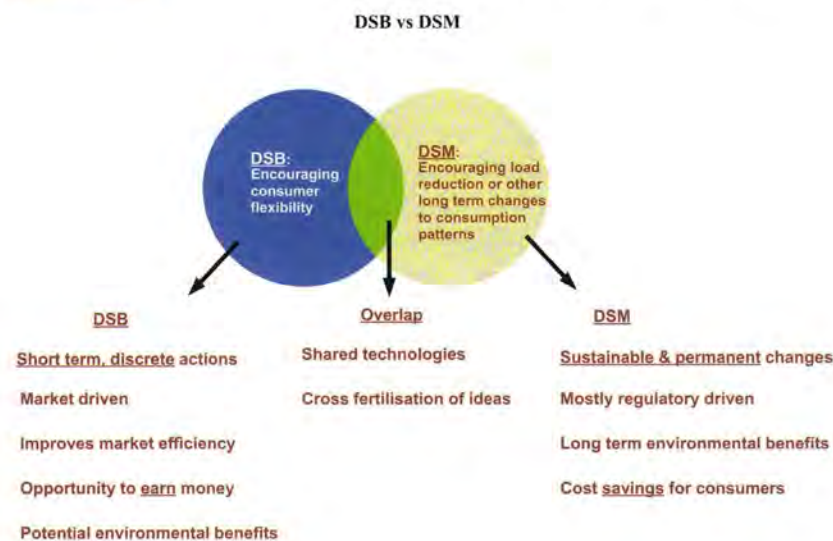 DSB vs DSM
DSB:
Encouraging
consumer
flexibility
DSM:
Encouraging load
reduction or other
long term changes
to consumption
patterns
DSB
Short term, discrete actions
Market driven
Improves market efficiency
Opportunity to earn money
Potential environmental benefits
Overlap
Shared technologies
Cross fertilisation of ideas
DSM
Sustainable & permanent changes
Mostly regulatory driven
Long term environmental benefits
Cost savings for consumers